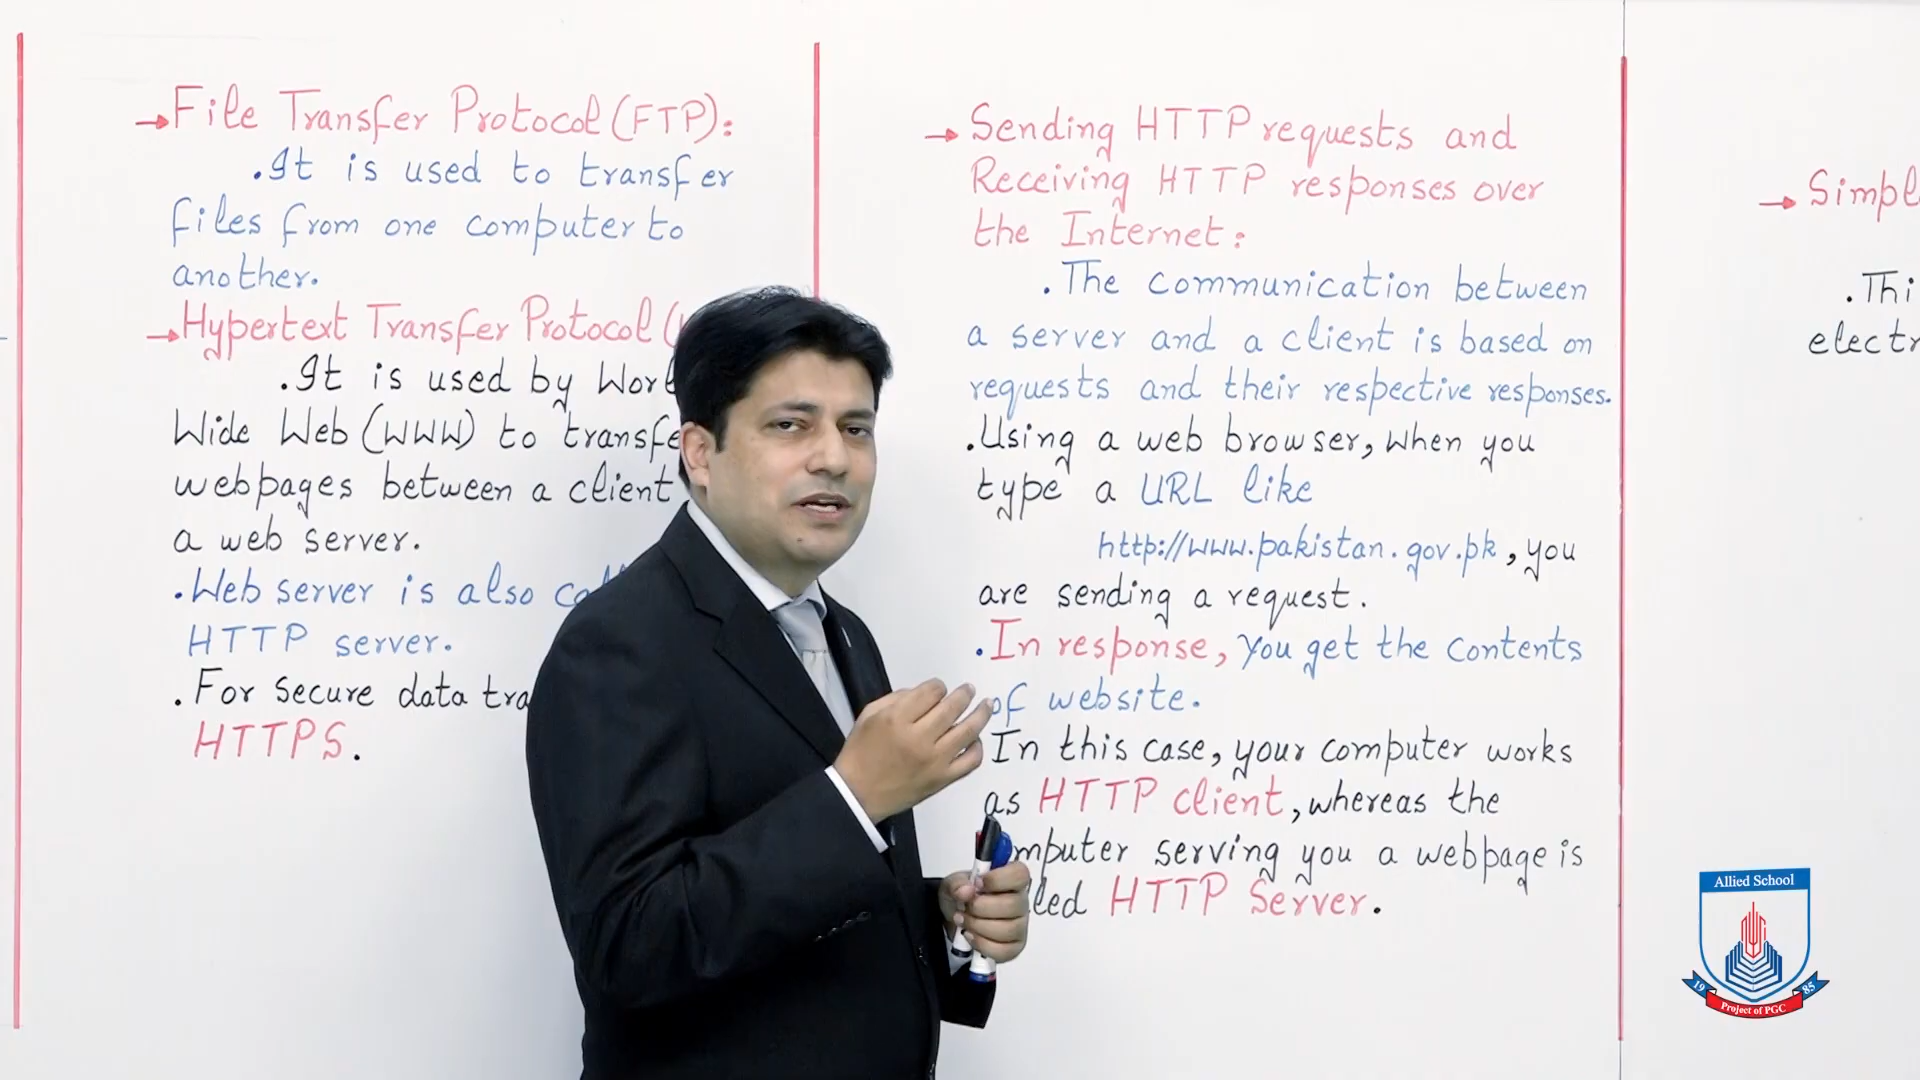 →File Transfer Protocol (FTP):
.It is used to transfer
files from one computer to
another.
→Hypertext Transfer Protocol (
.It is used by
Wide Web (WWW) to
webpages between a client
a web server.
.Web server is also
HTTP server.
.For secure data
HTTPS.
→Sending HTTP requests and
Receiving HTTP responses over
the Internet:
.The communication between
a server and a client is based on
requests and their respective responses.
.Using a web browser, when you
type a URL like
http://www.pakistan.gov.pk, you
are sending a request.
.In response, you get the contents
of website.
In this case, your computer works
as HTTP client, whereas the
serving you a webpage is
HTTP Server.
→
.
Allied School
19 85
Project of PGC